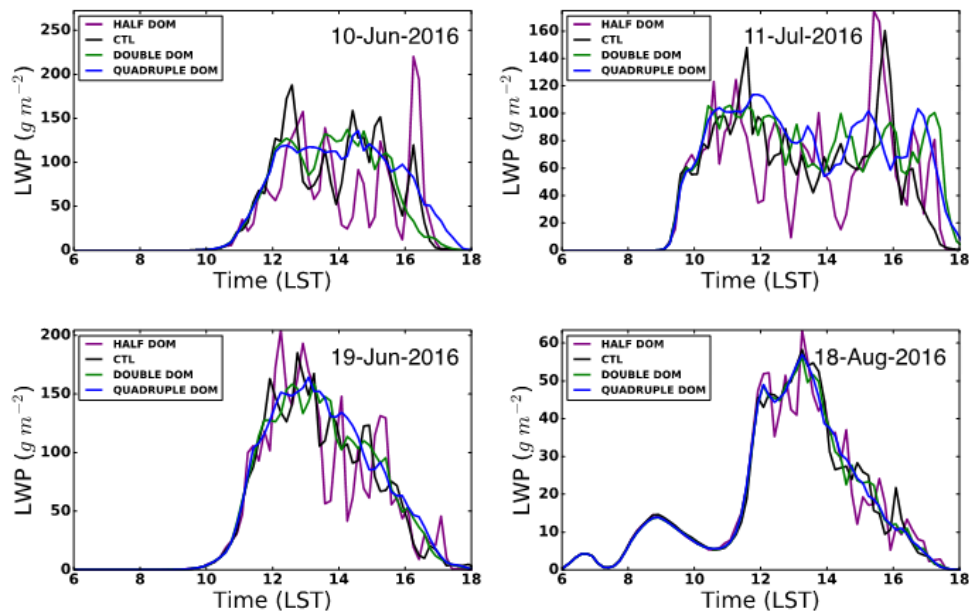 10-Jun-2016
HALF DOM
CTL
DOUBLE DOM
QUADRUPLE DOM
LWP (g m⁻²)
250
200
150
100
50
0
6 8 10 12 14 16 18
Time (LST)
11-Jul-2016
HALF DOM
CTL
DOUBLE DOM
QUADRUPLE DOM
LWP (g m⁻²)
160
140
120
100
80
60
40
20
0
6 8 10 12 14 16 18
Time (LST)
19-Jun-2016
HALF DOM
CTL
DOUBLE DOM
QUADRUPLE DOM
LWP (g m⁻²)
200
150
100
50
0
6 8 10 12 14 16 18
Time (LST)
18-Aug-2016
HALF DOM
CTL
DOUBLE DOM
QUADRUPLE DOM
LWP (g m⁻²)
60
50
40
30
20
10
0
6 8 10 12 14 16 18
Time (LST)